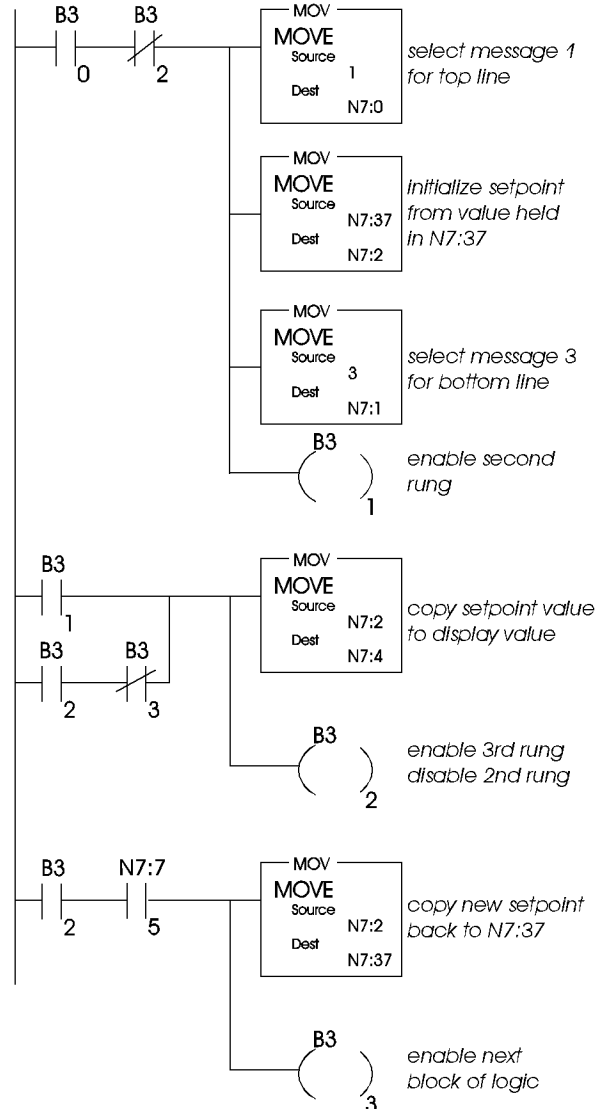 B3 B3
0 2
MOV
MOVE
Source
1
Dest
N7:0
select message 1
for top line
MOV
MOVE
Source
N7:37
Dest
N7:2
initialize setpoint
from value held
in N7:37
MOV
MOVE
Source
3
Dest
N7:1
select message 3
for bottom line
B3
1
enable second
rung
B3
1
B3 B3
2 3
MOV
MOVE
Source
N7:2
Dest
N7:4
copy setpoint value
to display value
B3
2
enable 3rd rung
disable 2nd rung
B3 N7:7
2 5
MOV
MOVE
Source
N7:2
Dest
N7:37
copy new setpoint
back to N7:37
B3
3
enable next
block of logic